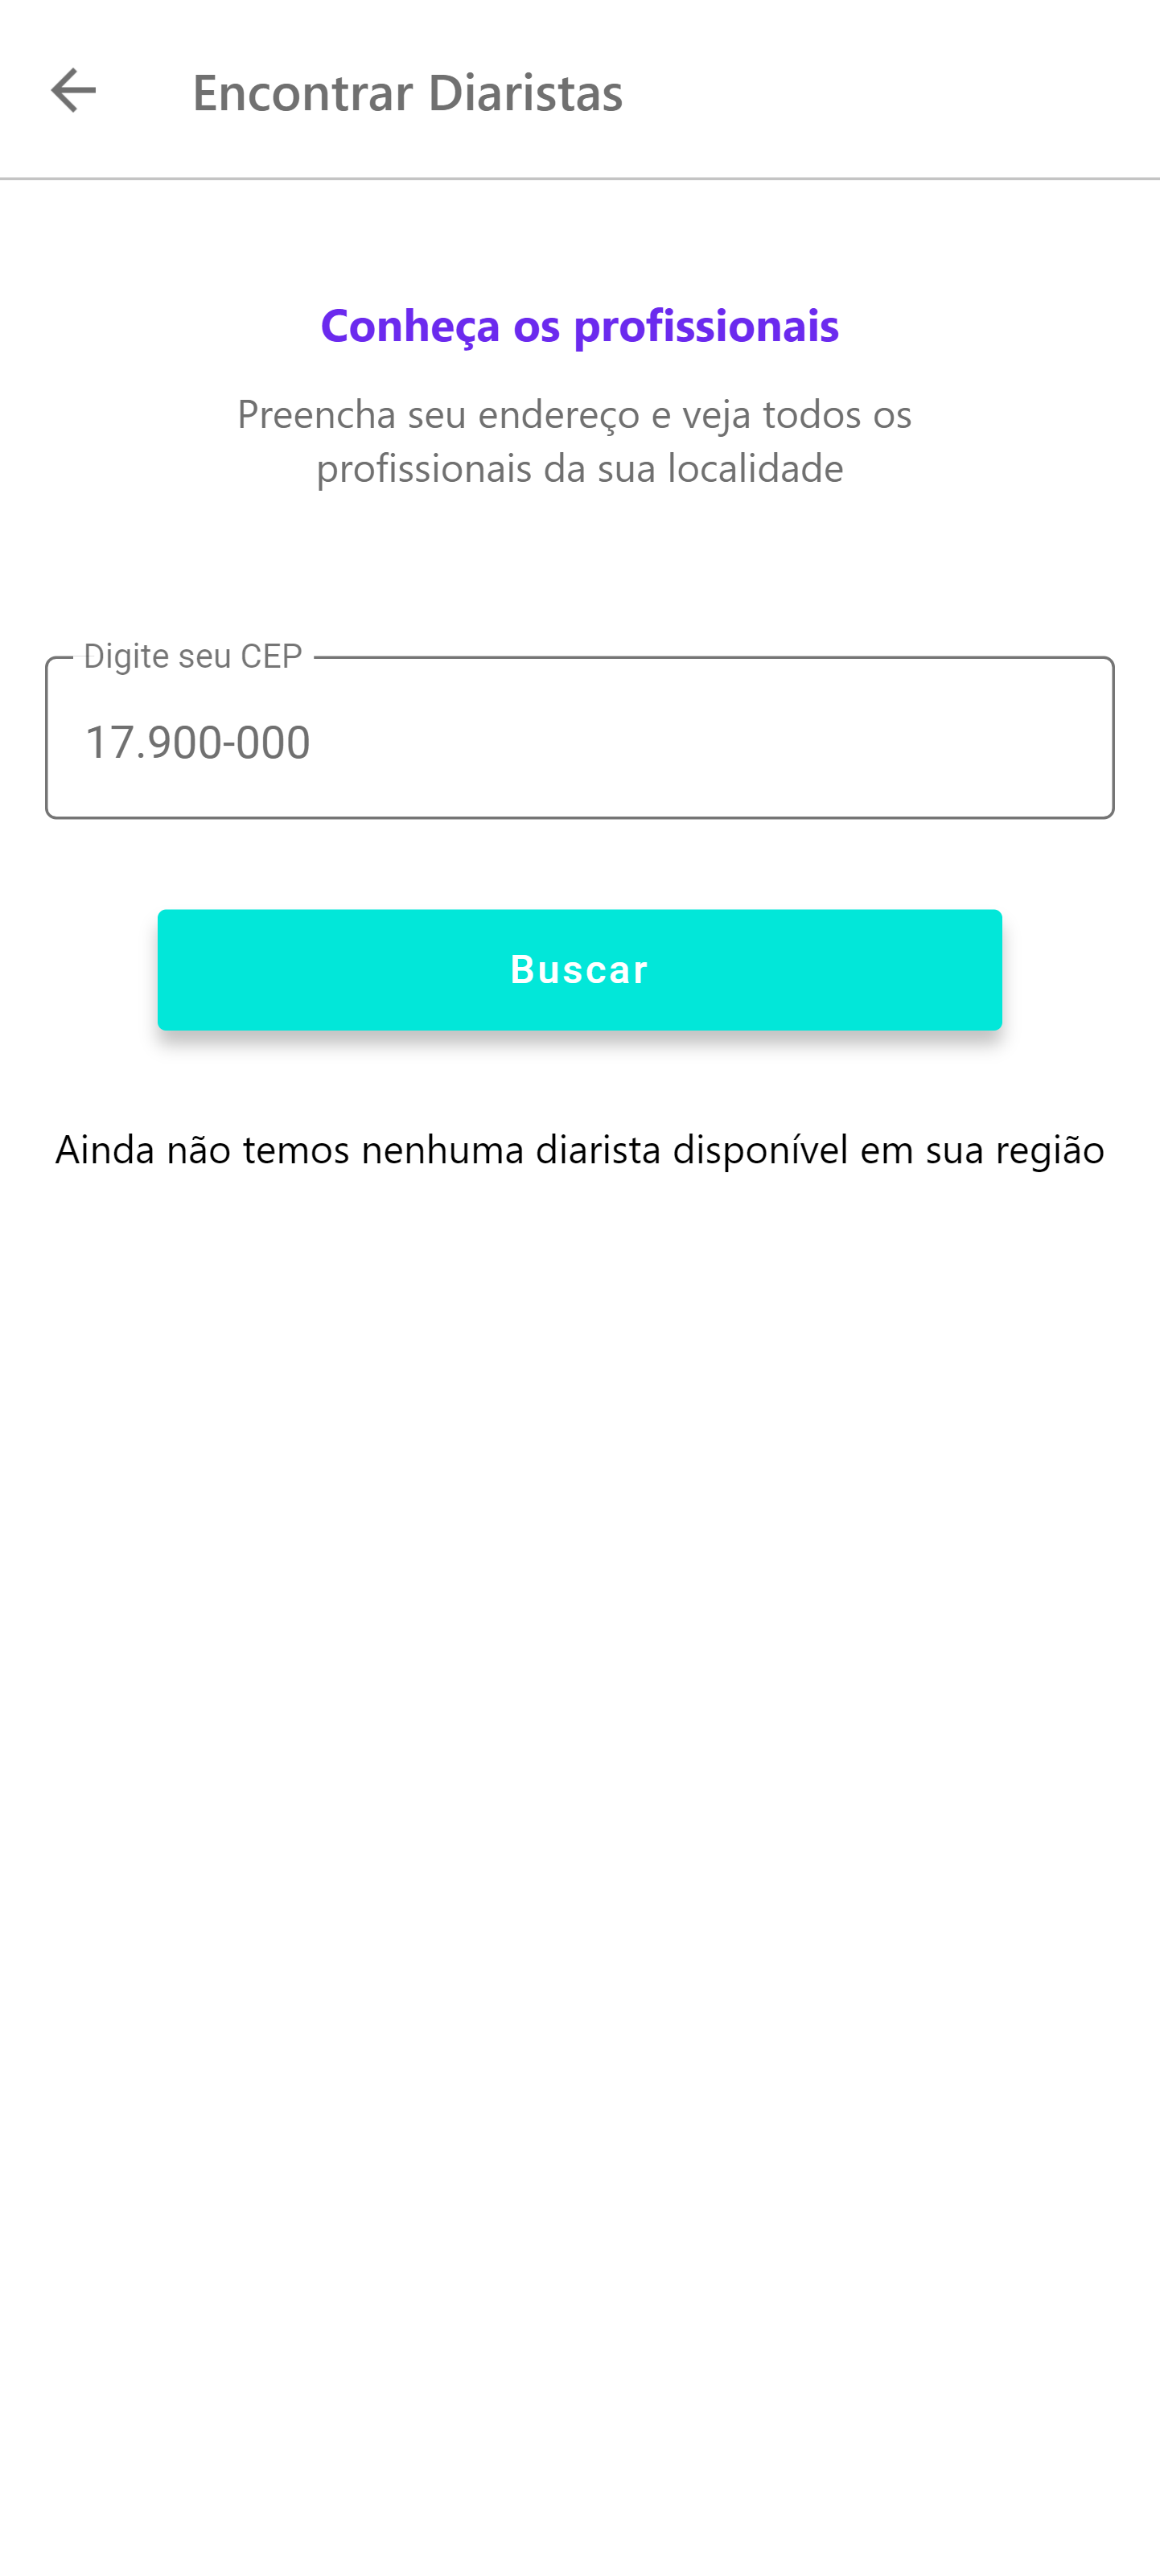 Encontrar Diaristas
Conheça os profissionais
Preencha seu endereço e veja todos os
profissionais da sua localidade
Digite seu CEP
17.900-000
Buscar
Ainda não temos nenhuma diarista disponível em sua região